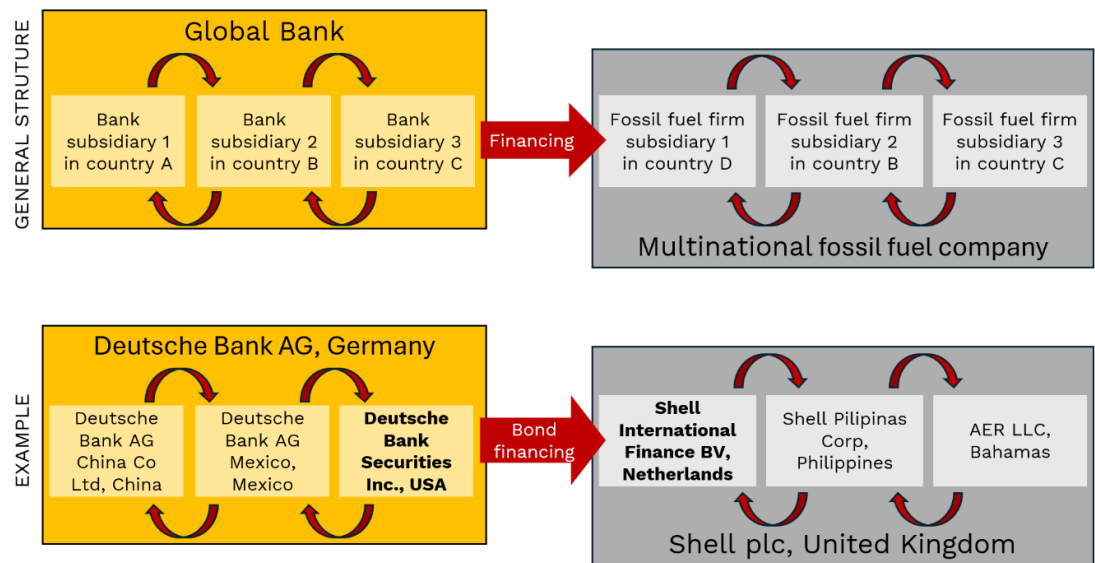 GENERAL STRUTURE
Global Bank
Bank
subsidiary 1
in country A
Bank
subsidiary 2
in country B
Bank
subsidiary 3
in country C
Financing
Fossil fuel firm
subsidiary 1
in country D
Fossil fuel firm
subsidiary 2
in country B
Fossil fuel firm
subsidiary 3
in country C
Multinational fossil fuel company
EXAMPLE
Deutsche Bank AG, Germany
Deutsche
Bank AG
China Co
Ltd, China
Deutsche
Bank AG
Mexico,
Mexico
Deutsche
Bank
Securities
Inc., USA
Bond
financing
Shell
International
Finance BV,
Netherlands
Shell Pilipinas
Corp,
Philippines
AER LLC,
Bahamas
Shell plc, United Kingdom